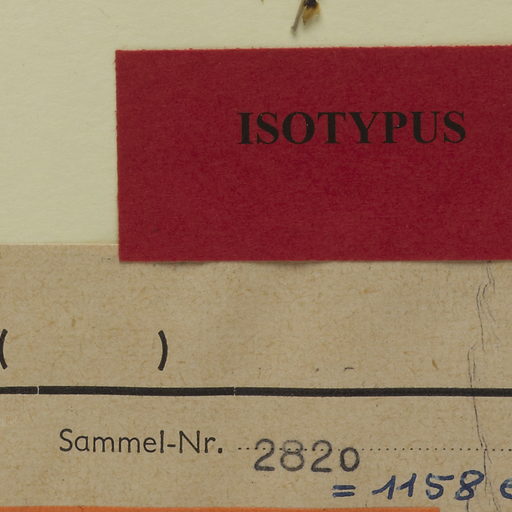 ISOTYPUS
( )
Sammel-Nr. 2820
= 1158